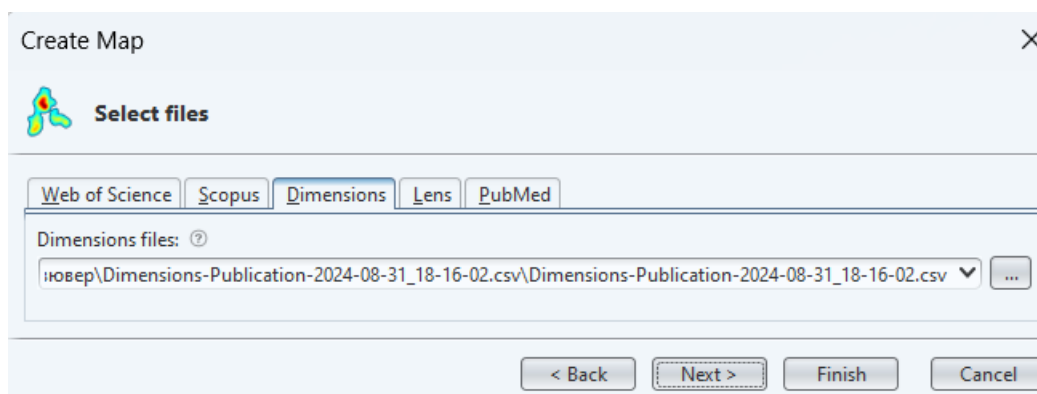 Create Map
Select files
Web of Science Scopus Dimensions Lens PubMed
Dimensions files: ?
ювер\Dimensions-Publication-2024-08-31_18-16-02.csv\Dimensions-Publication-2024-08-31_18-16-02.csv ...
< Back Next > Finish Cancel